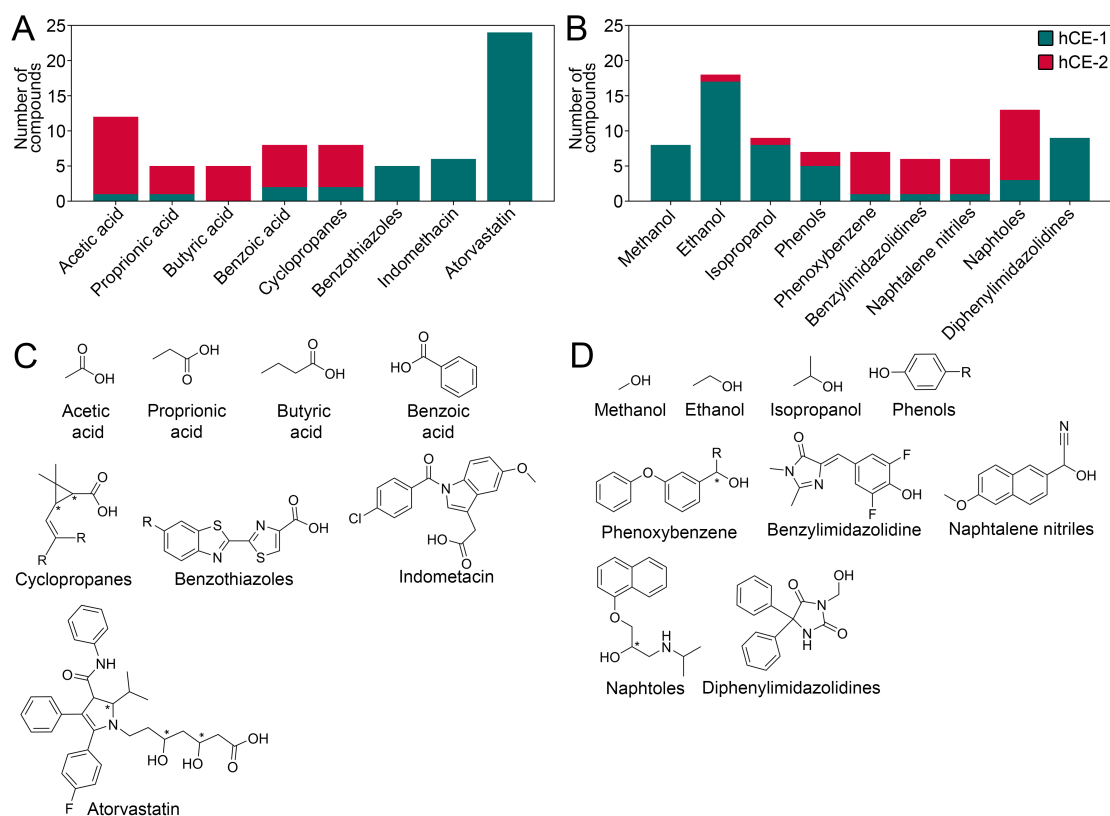 A
Number of
compounds
25
20
15
10
5
0
Acetic acid
Proprionic acid
Butyric acid
Benzoic acid
Cyclopropanes
Benzothiazoles
Indomethacin
Atorvastatin
B
Number of
compounds
25
20
15
10
5
0
hCE-1
hCE-2
Methanol
Ethanol
Isopropanol
Phenols
Phenoxybenzene
Benzylimidazolidines
Naphtalene nitriles
Naphtoles
Diphenylimidazolidines
C
O
OH
Acetic
acid
OH
O
Proprionic
acid
O
OH
Butyric
acid
O
HO
Benzoic
acid
O
OH
*
*
R
R
Cyclopropanes
R
S
N
N
S
O
OH
Benzothiazoles
O
N
O
Cl
HO
O
Indometacin
O
NH
*
N
*
*
HO
HO
O
OH
F
Atorvastatin
D
OH
Methanol
OH
Ethanol
OH
Isopropanol
HO
R
Phenols
O
R
*
OH
Phenoxybenzene
O
N
N
F
OH
F
Benzylimidazolidine
N
O
OH
Naphtalene nitriles
O
*
HO
H
N
Naphtoles
OH
O
N
N
H
O
Diphenylimidazolidines